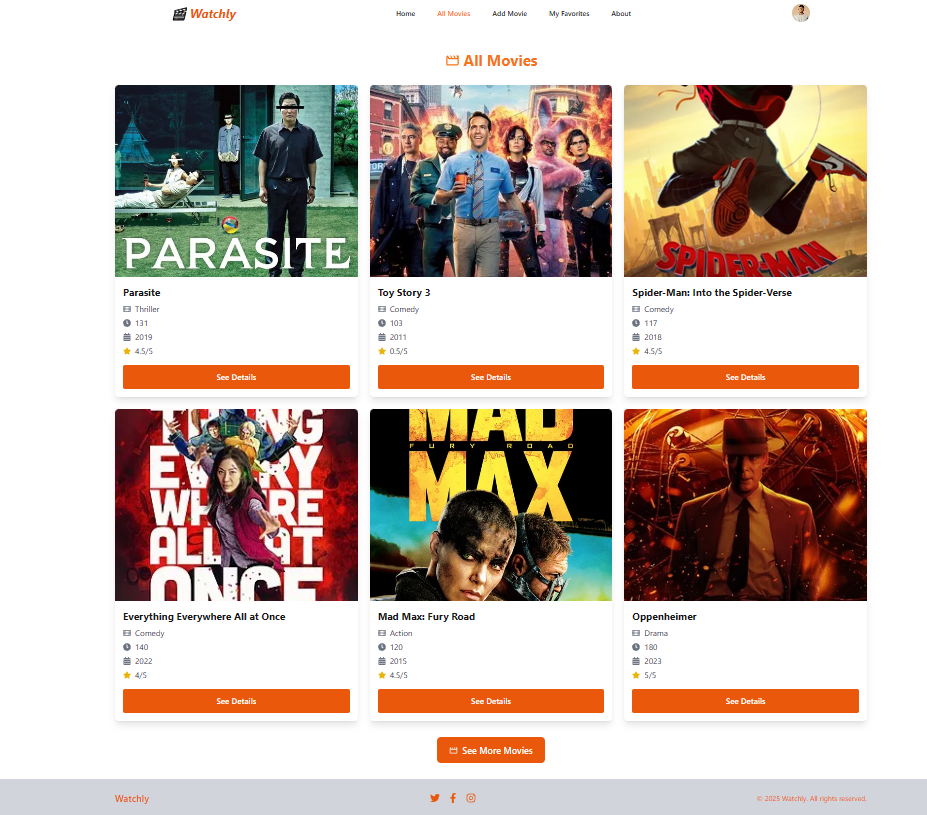 Watchly
Home All Movies Add Movie My Favorites About
All Movies
PARASITE
SPIDER-MAN
Parasite
Thriller
131
2019
4.5/5
See Details
Toy Story 3
Comedy
103
2011
0.5/5
See Details
Spider-Man: Into the Spider-Verse
Comedy
117
2018
4.5/5
See Details
THING
EVERY
WHERE
ALL AT
ONCE
MAD
FURY ROAD
MAX
Everything Everywhere All at Once
Comedy
140
2022
4/5
See Details
Mad Max: Fury Road
Action
120
2015
4.5/5
See Details
Oppenheimer
Drama
180
2023
5/5
See Details
See More Movies
Watchly
© 2025 Watchly. All rights reserved.